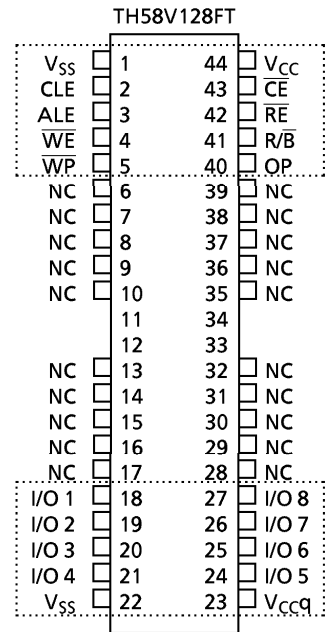 TH58V128FT
VSS 1 44 VCC
CLE 2 43 C̅E̅
ALE 3 42 R̅E̅
W̅E̅ 4 41 R/B̅
W̅P̅ 5 40 OP
NC 6 39 NC
NC 7 38 NC
NC 8 37 NC
NC 9 36 NC
NC 10 35 NC
11 34
12 33
NC 13 32 NC
NC 14 31 NC
NC 15 30 NC
NC 16 29 NC
NC 17 28 NC
I/O 1 18 27 I/O 8
I/O 2 19 26 I/O 7
I/O 3 20 25 I/O 6
I/O 4 21 24 I/O 5
VSS 22 23 VCCq